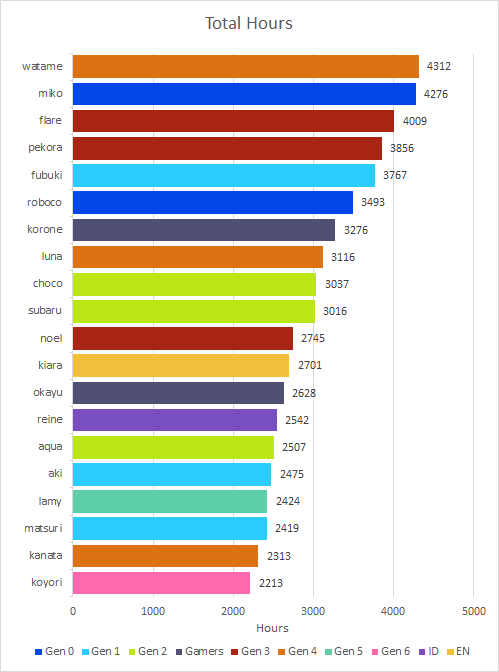 Total Hours
watame 4312
miko 4276
flare 4009
pekora 3856
fubuki 3767
roboco 3493
korone 3276
luna 3116
choco 3037
subaru 3016
noel 2745
kiara 2701
okayu 2628
reine 2542
aqua 2507
aki 2475
lamy 2424
matsuri 2419
kanata 2313
koyori 2213
0 1000 2000 3000 4000 5000
Hours
Gen 0 Gen 1 Gen 2 Gamers Gen 3 Gen 4 Gen 5 Gen 6 ID EN